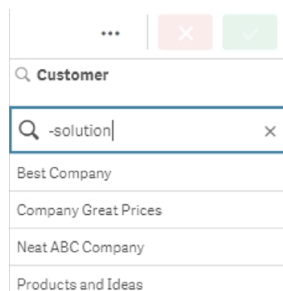 ...
Customer
-solution
Best Company
Company Great Prices
Neat ABC Company
Products and Ideas